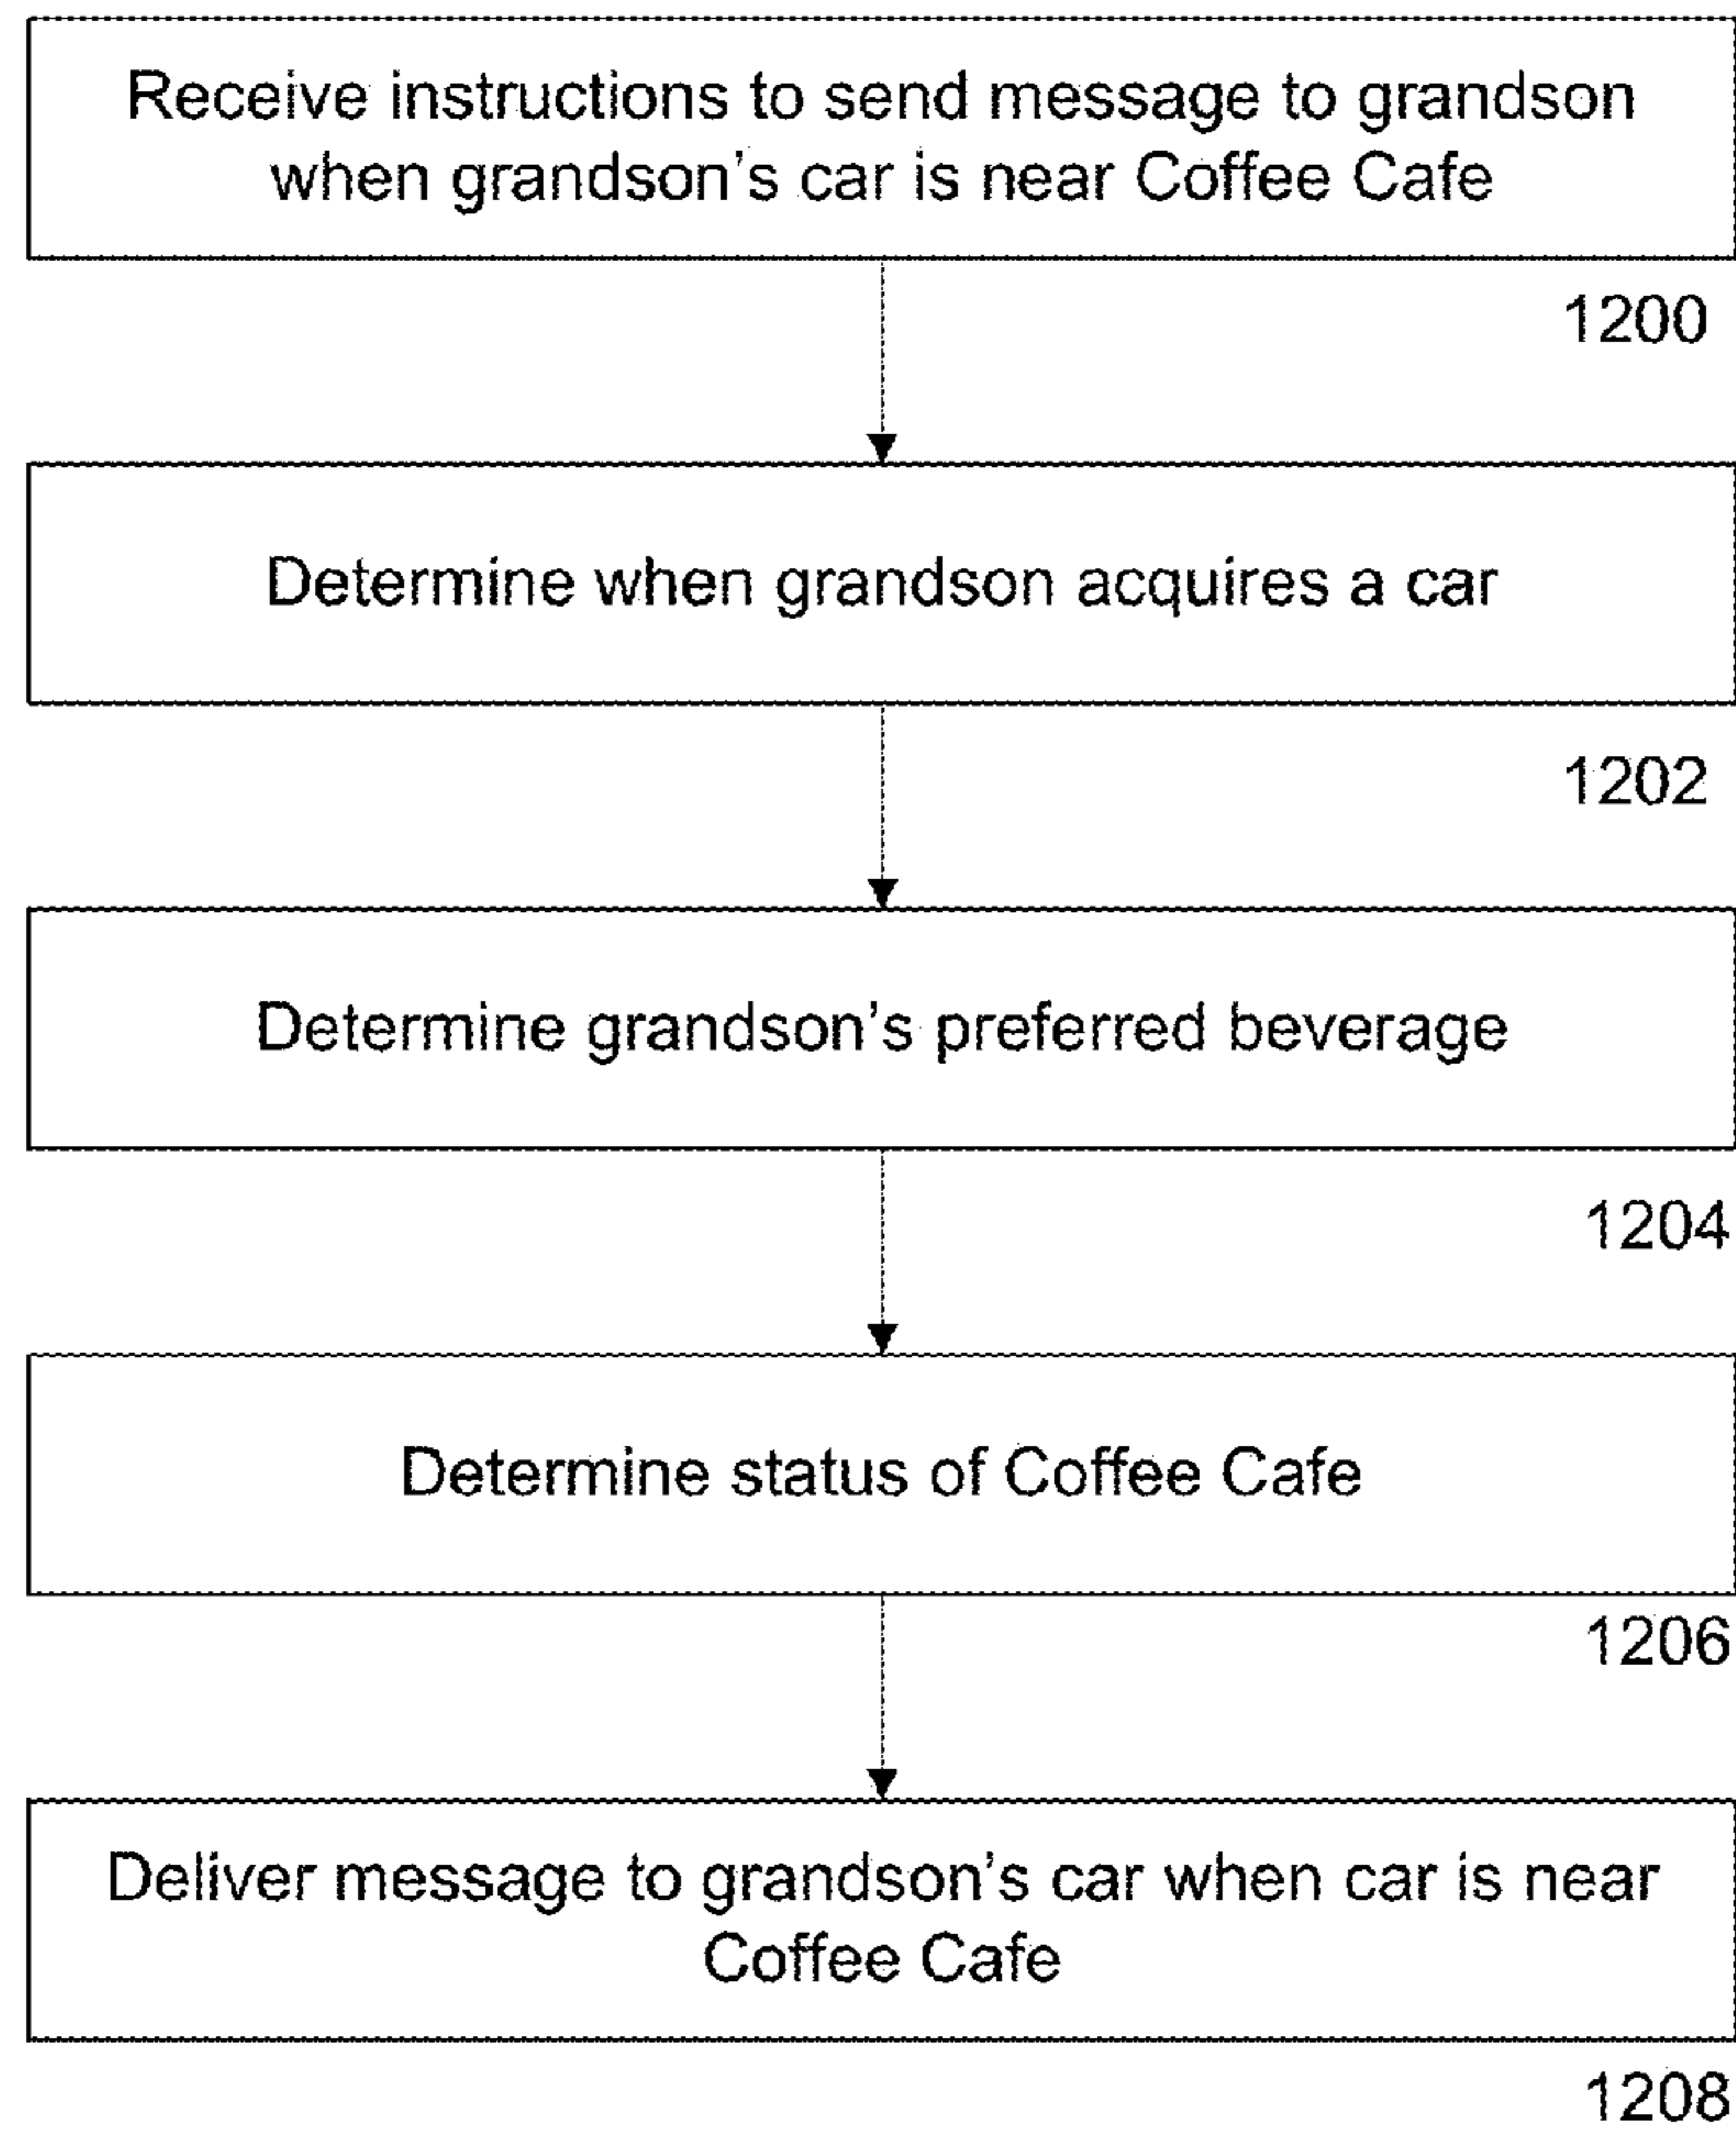 Receive instructions to send message to grandson
when grandson's car is near Coffee Cafe
1200
Determine when grandson acquires a car
1202
Determine grandson's preferred beverage
1204
Determine status of Coffee Cafe
1206
Deliver message to grandson's car when car is near
Coffee Cafe
1208